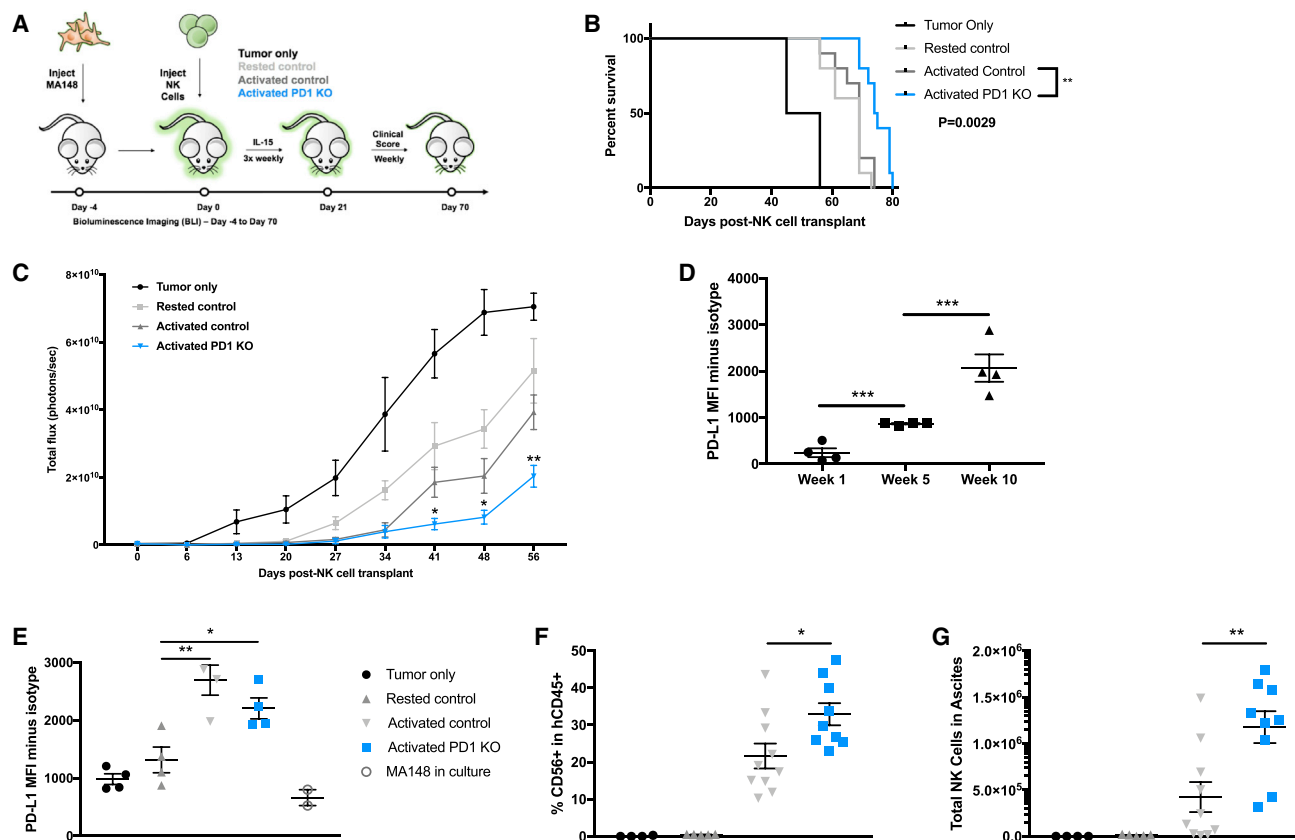 A
Inject
MA148
Inject
NK
Cells
Tumor only
Rested control
Activated control
Activated PD1 KO
IL-15
3x weekly
Clinical
Score
Weekly
Day -4
Day 0
Day 21
Day 70
Bioluminescence Imaging (BLI) – Day -4 to Day 70
B
Percent survival
100
50
0
0 20 40 60 80
Days post-NK cell transplant
Tumor Only
Rested control
Activated Control
Activated PD1 KO
**
P=0.0029
C
Total flux (photons/sec)
8×10¹⁰
6×10¹⁰
4×10¹⁰
2×10¹⁰
0
Tumor only
Rested control
Activated control
Activated PD1 KO
*
*
**
0 6 13 20 27 34 41 48 56
Days post-NK cell transplant
D
PD-L1 MFI minus isotype
4000
3000
2000
1000
0
***
***
Week 1 Week 5 Week 10
E
PD-L1 MFI minus isotype
3000
2000
1000
0
*
**
Tumor only
Rested control
Activated control
Activated PD1 KO
MA148 in culture
F
% CD56+ in hCD45+
50
40
30
20
10
0
*
G
Total NK Cells in Ascites
2.0×10⁶
1.5×10⁶
1.0×10⁶
5.0×10⁵
0
**